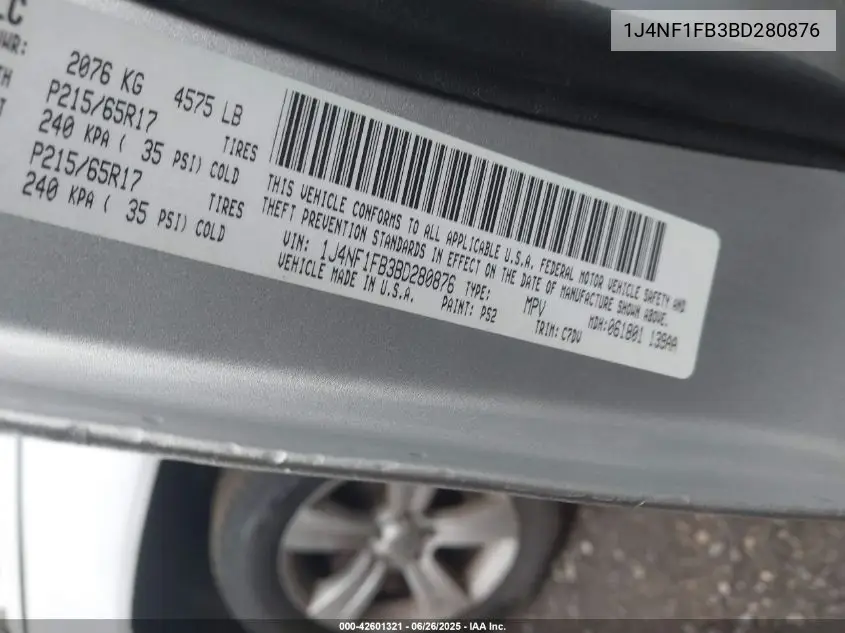 1J4NF1FB3BD280876
LC
2076 KG 4575 LB
P215/65R17 TIRES
240 KPA ( 35 PSI) COLD
P215/65R17 TIRES
240 KPA ( 35 PSI) COLD
THIS VEHICLE CONFORMS TO ALL APPLICABLE U.S.A. FEDERAL MOTOR VEHICLE SAFETY AND
THEFT PREVENTION STANDARDS IN EFFECT ON THE DATE OF MANUFACTURE SHOWN ABOVE.
VIN: 1J4NF1FB3BD280876 TYPE: MPV MDH:061801 139AA
VEHICLE MADE IN U.S.A. PAINT: PS2 TRIM: C7DV
000-42601321 - 06/26/2025 - IAA Inc.